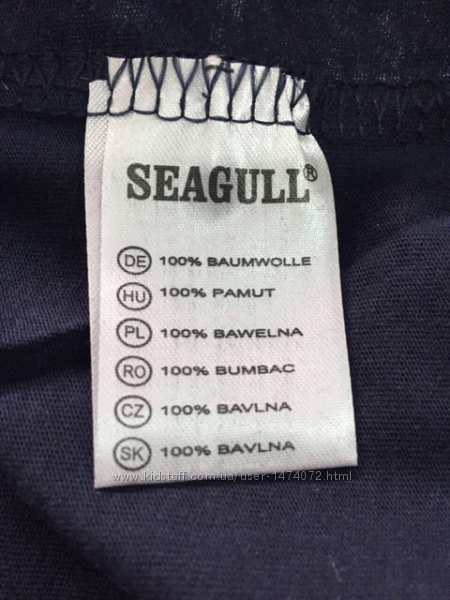 SEAGULL®
DE 100% BAUMWOLLE
HU 100% PAMUT
PL 100% BAWELNA
RO 100% BUMBAC
CZ 100% BAVLNA
SK 100% BAVLNA
www.kidstaff.com.ua/user-1474072.html